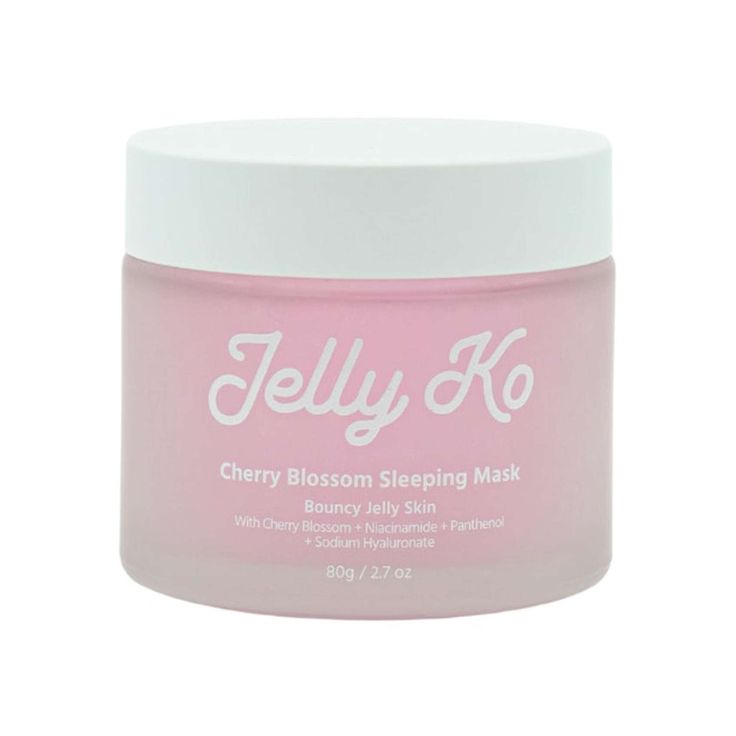 Jelly Ko
Cherry Blossom Sleeping Mask
Bouncy Jelly Skin
With Cherry Blossom + Niacinamide + Panthenol
+ Sodium Hyaluronate
80g / 2.7 oz